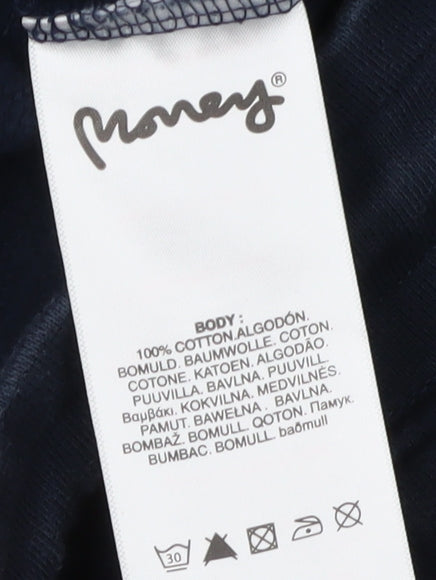 Money®
BODY :
100% COTTON.ALGODÓN.
BOMULD. BAUMWOLLE. COTON.
COTONE. KATOEN. ALGODÃO.
PUUVILLA. BAVLNA. PUUVILL.
Βαμβάκι. KOKVILNA. MEDVILNĖS.
PAMUT. BAWEŁNA . BAVLNA.
BOMBAŽ. BOMULL. QOTON. Памук.
BUMBAC. BOMULL. baðmull
30